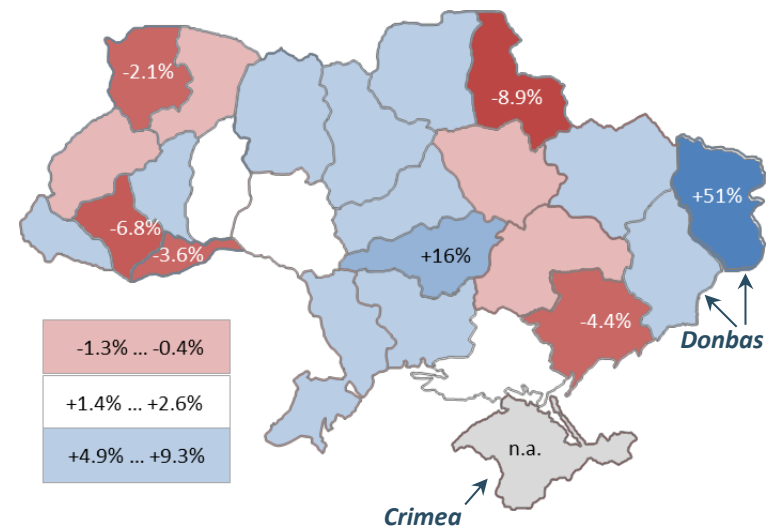 -2.1%
-8.9%
+51%
-6.8%
-3.6%
+16%
-4.4%
Donbas
-1.3% ... -0.4%
+1.4% ... +2.6%
+4.9% ... +9.3%
n.a.
Crimea